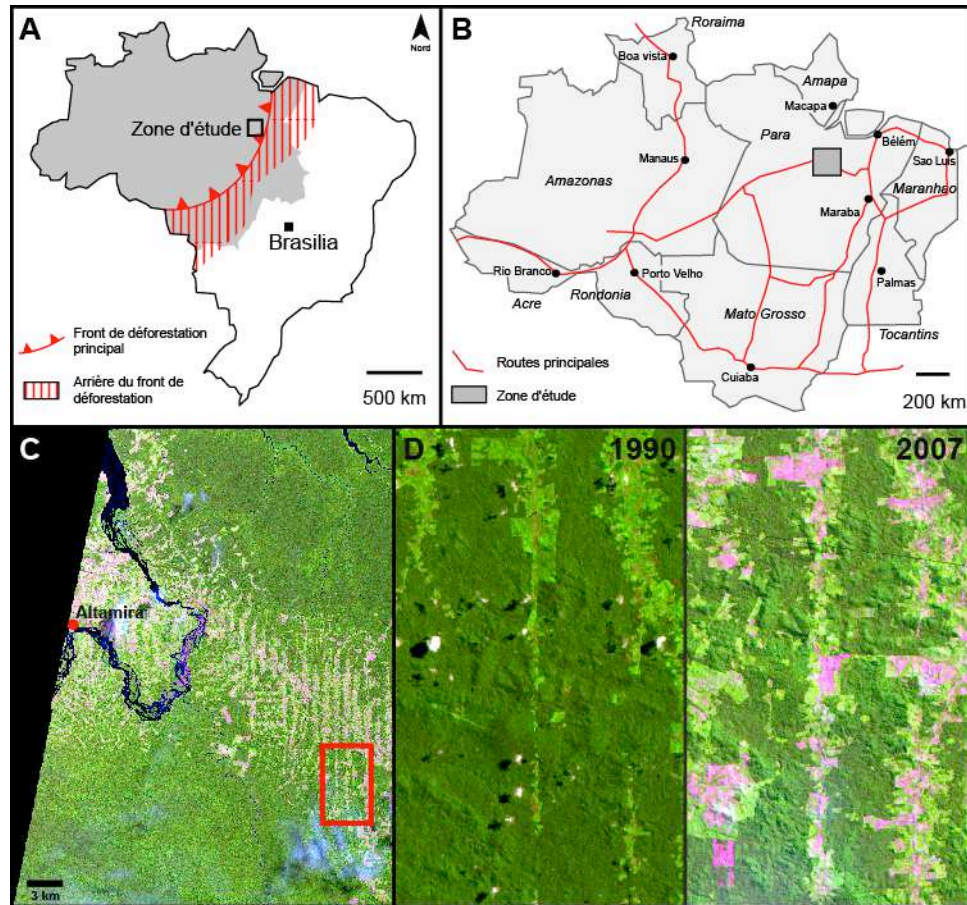 A
Nord
Zone d'étude
Brasilia
Front de déforestation
principal
Arrière du front de
déforestation
500 km
B
Roraima
Boa vista
Amapa
Macapa
Para
Bélém
Sao Luis
Manaus
Amazonas
Maranhao
Maraba
Rio Branco
Porto Velho
Palmas
Acre
Rondonia
Mato Grosso
Tocantins
Routes principales
Cuiaba
Zone d'étude
200 km
C
Altamira
3 km
D
1990
2007